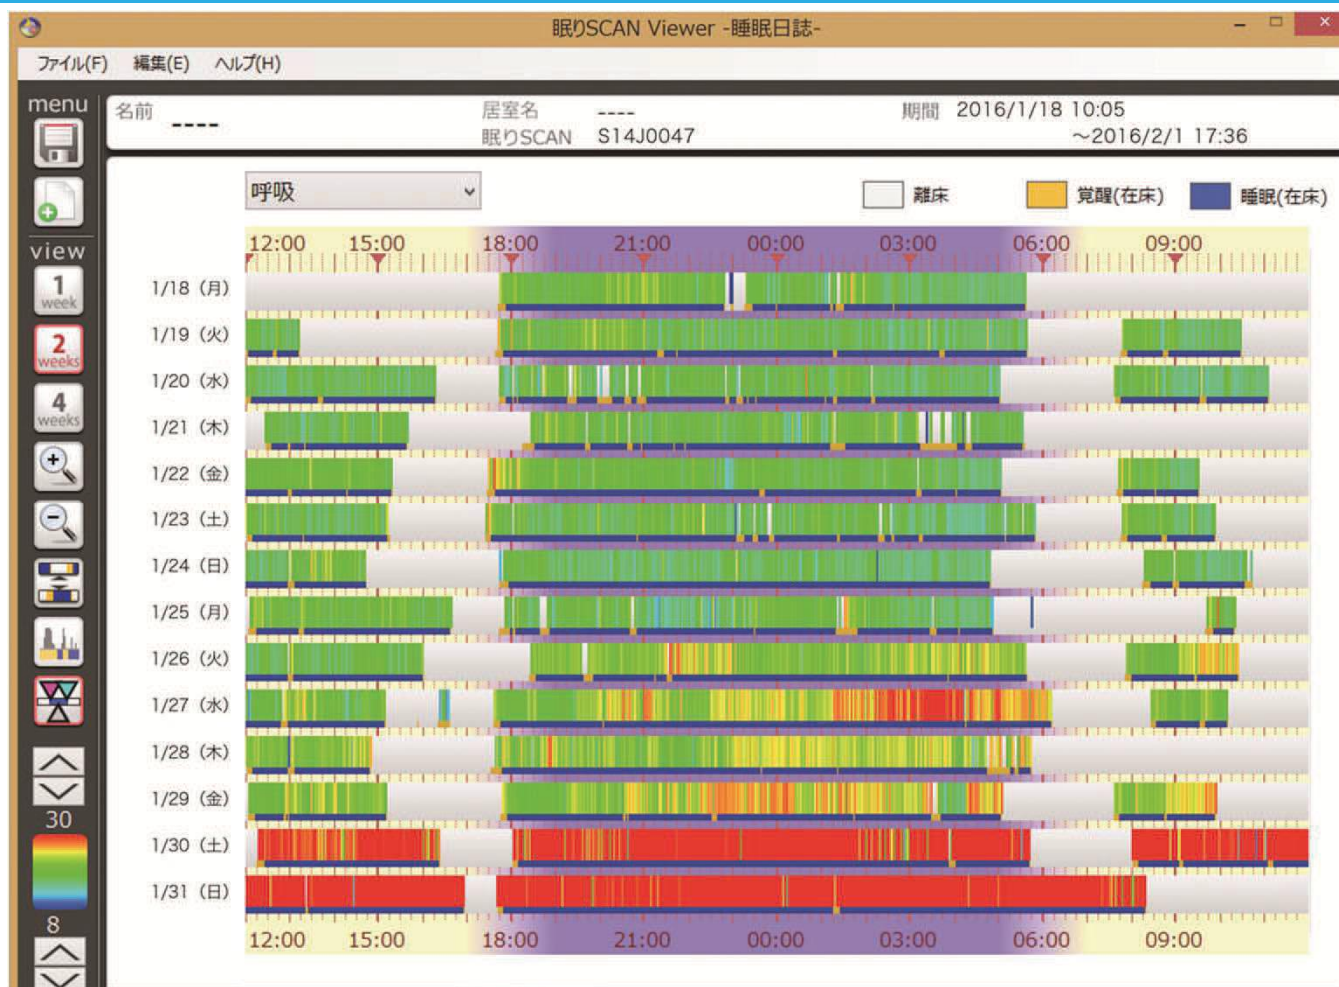 眠りSCAN Viewer -睡眠日誌-
ファイル(F) 編集(E) ヘルプ(H)
menu
名前 ----
居室名 ----
期間 2016/1/18 10:05
眠りSCAN S14J0047
～2016/2/1 17:36
呼吸
離床 覚醒(在床) 睡眠(在床)
view
1 week
2 weeks
4 weeks
12:00 15:00 18:00 21:00 00:00 03:00 06:00 09:00
1/18 (月)
1/19 (火)
1/20 (水)
1/21 (木)
1/22 (金)
1/23 (土)
1/24 (日)
1/25 (月)
1/26 (火)
1/27 (水)
1/28 (木)
1/29 (金)
1/30 (土)
1/31 (日)
12:00 15:00 18:00 21:00 00:00 03:00 06:00 09:00
30
8